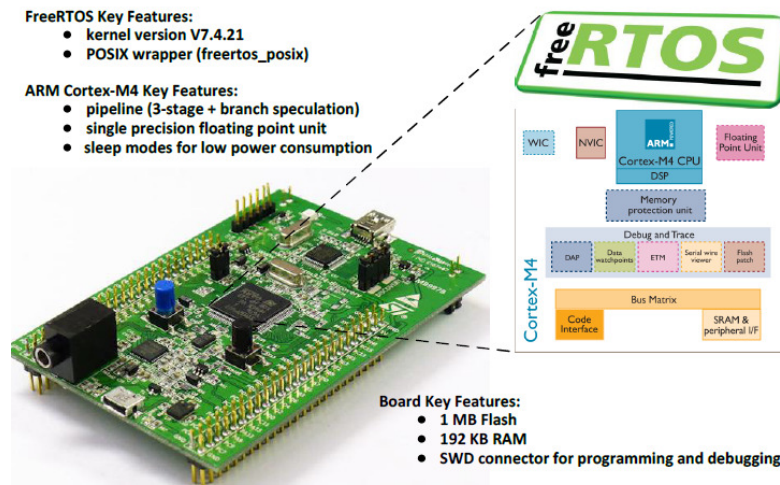 FreeRTOS Key Features:
● kernel version V7.4.21
● POSIX wrapper (freertos_posix)
ARM Cortex-M4 Key Features:
● pipeline (3-stage + branch speculation)
● single precision floating point unit
● sleep modes for low power consumption
free RTOS
WIC
NVIC
ARM
Cortex-M4 CPU
DSP
Floating
Point Unit
Memory
protection unit
Debug and Trace
DAP
Data
watchpoints
ETM
Serial wire
viewer
Flash
patch
Bus Matrix
Code
Interface
SRAM &
peripheral I/F
Cortex-M4
Board Key Features:
● 1 MB Flash
● 192 KB RAM
● SWD connector for programming and debugging